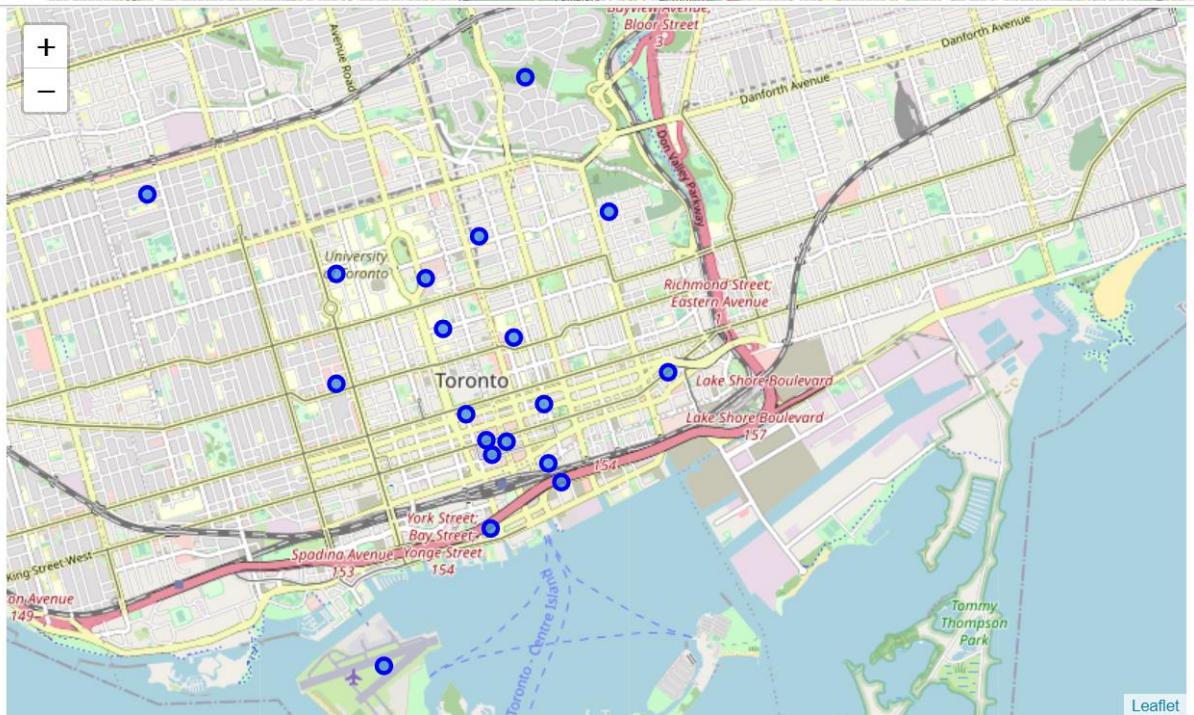 +
−
Avenue Road
Bayview Avenue;
Bloor Street
3
Danforth Avenue
Danforth Avenue
Don Valley Parkway
University
Toronto
Richmond Street;
Eastern Avenue
1
Toronto
Lake Shore Boulevard
Lake Shore Boulevard
157
154
York Street;
Bay Street;
Yonge Street
154
Spadina Avenue
153
King Street West
on Avenue
149
Toronto - Centre Island
Tommy
Thompson
Park
Leaflet